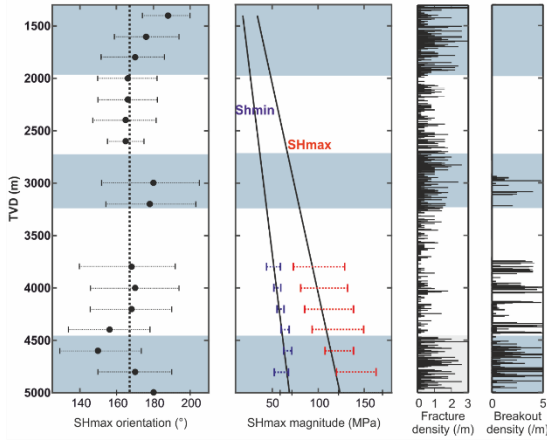 1500
2000
2500
3000
3500
4000
4500
5000
TVD (m)
140 160 180 200
SHmax orientation (°)
Shmin
SHmax
50 100 150
SHmax magnitude (MPa)
0 1 2 3
Fracture
density (/m)
0 5
Breakout
density (/m)